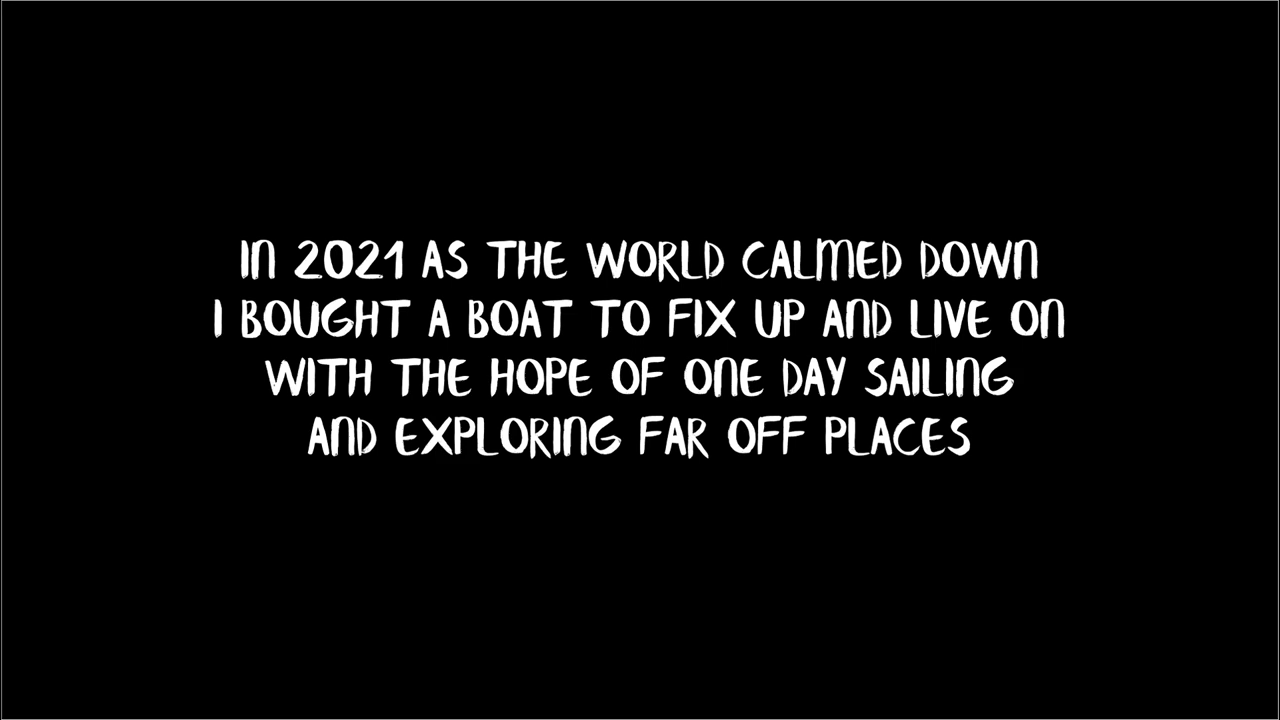 IN 2021 AS THE WORLD CALMED DOWN
I BOUGHT A BOAT TO FIX UP AND LIVE ON
WITH THE HOPE OF ONE DAY SAILING
AND EXPLORING FAR OFF PLACES